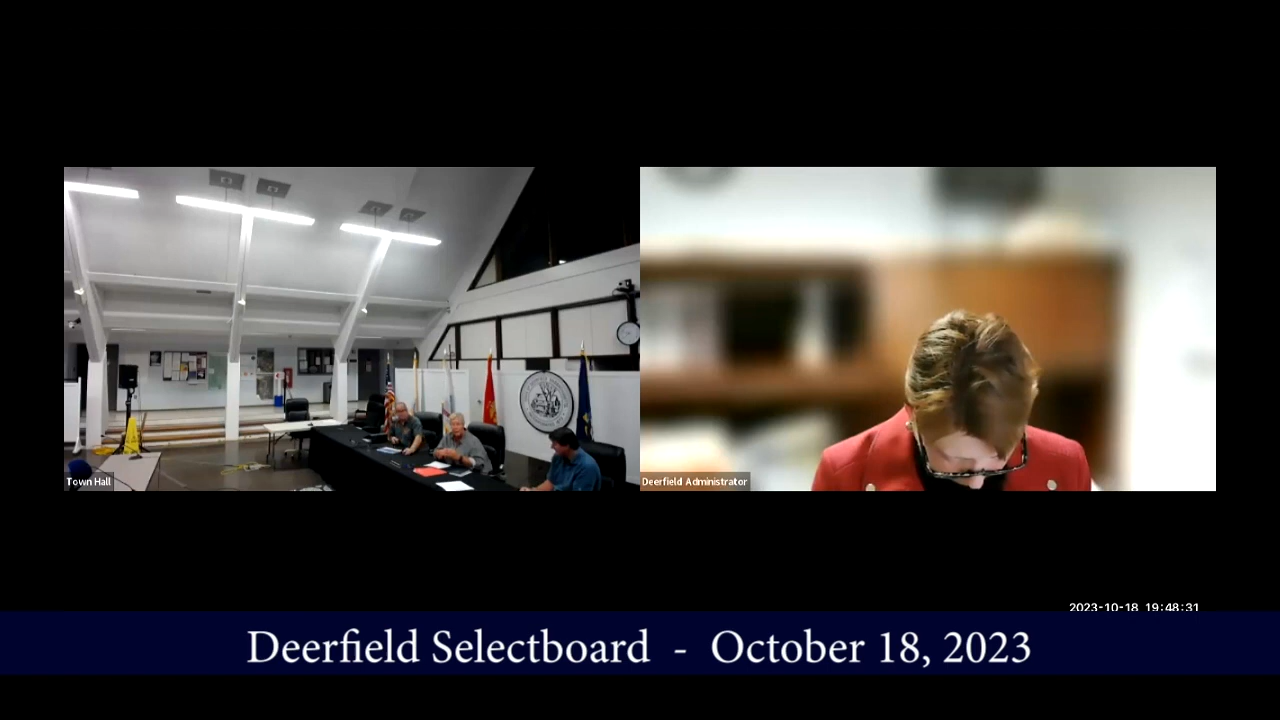 Town Hall
Deerfield Administrator
2023-10-18 19:48:31
Deerfield Selectboard - October 18, 2023